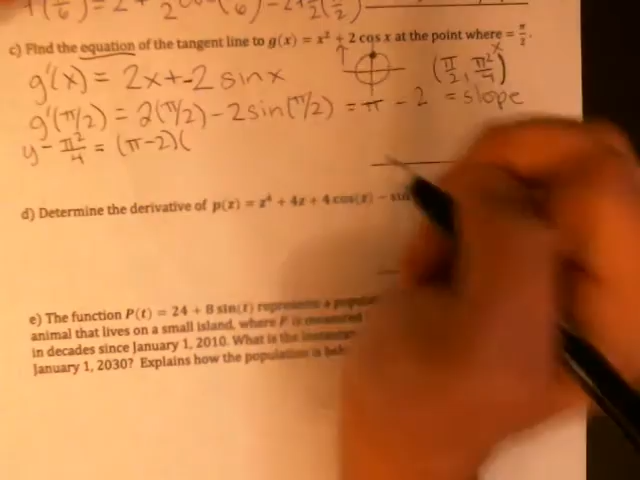 c) Find the equation of the tangent line to g(x) = x² + 2 cos x at the point where = π/2.
x
g'(x) = 2x + -2 sin x
(π/2, π²/4)
g'(π/2) = 2(π/2) - 2 sin(π/2) = π - 2 = slope
y - π²/4 = (π-2)(
d) Determine the derivative of p(z) = z⁴ + 4z + 4 cos(z) − sin
e) The function P(t) = 24 + 8 sin(t) represents a
animal that lives on a small island, where P is measured
in decades since January 1, 2010. What is the
January 1, 2030? Explains how the population is